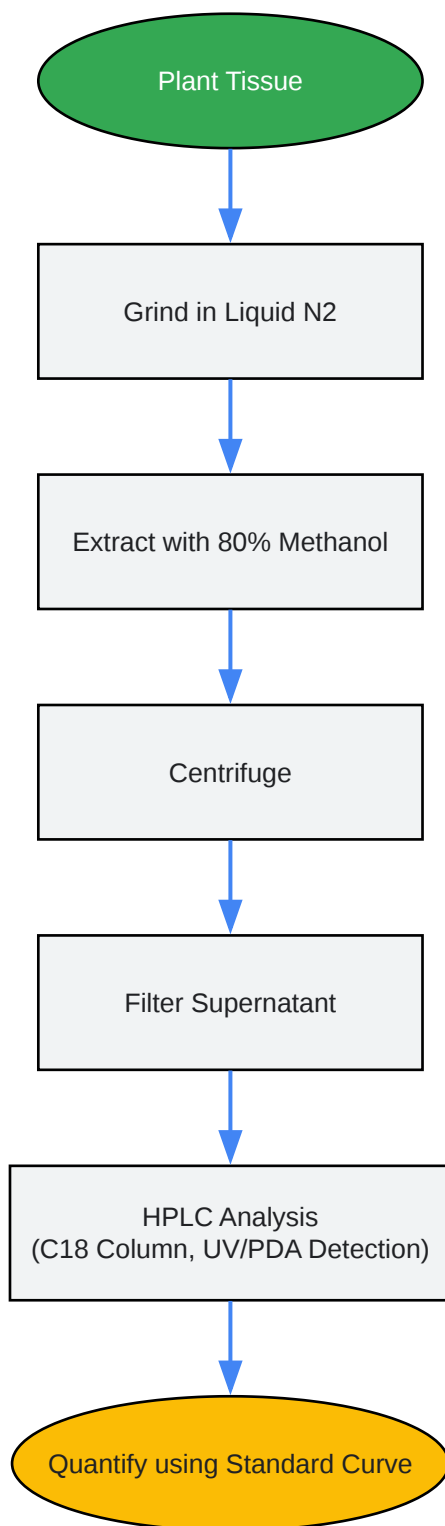 Plant Tissue
Grind in Liquid N2
Extract with 80% Methanol
Centrifuge
Filter Supernatant
HPLC Analysis
(C18 Column, UV/PDA Detection)
Quantify using Standard Curve